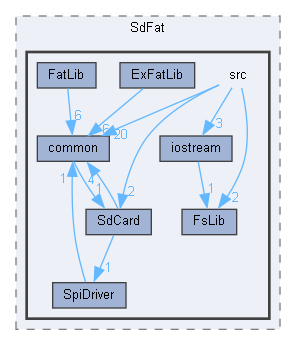 SdFat
FatLib
ExFatLib
src
6
6
20
3
common
iostream
1
1
4
2
1
2
SdCard
FsLib
1
SpiDriver